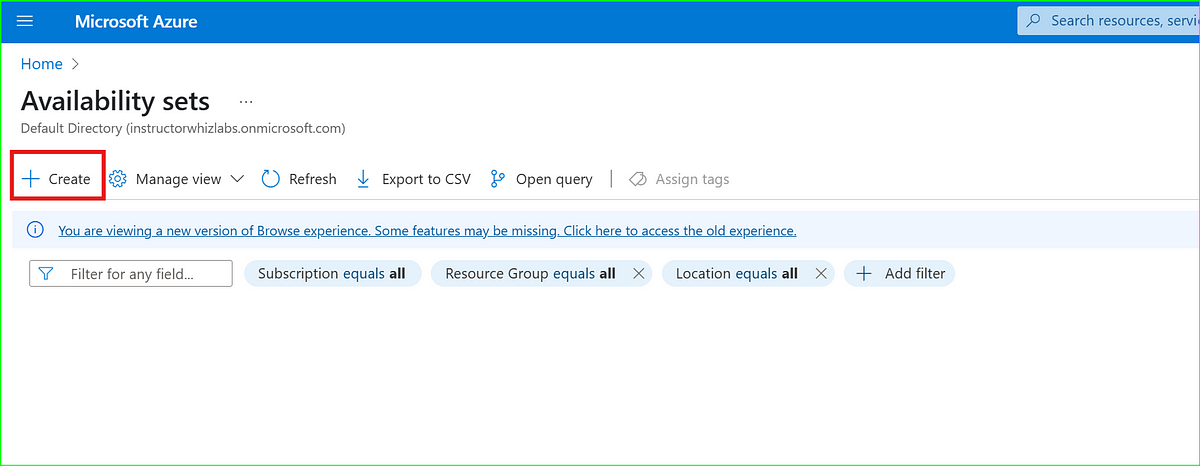 Microsoft Azure
Search resources, servi
Home
Availability sets ...
Default Directory (instructorwhizlabs.onmicrosoft.com)
Create Manage view Refresh Export to CSV Open query Assign tags
You are viewing a new version of Browse experience. Some features may be missing. Click here to access the old experience.
Filter for any field... Subscription equals all Resource Group equals all Location equals all Add filter